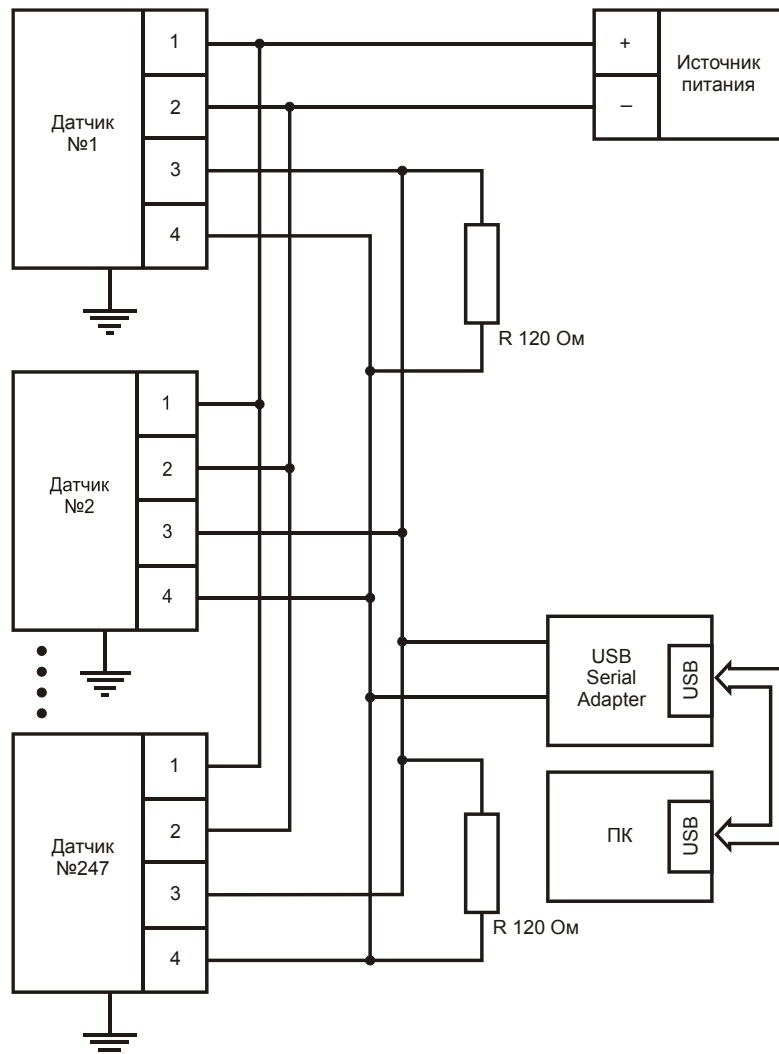 Датчик
№1
1
2
3
4
+
–
Источник
питания
R 120 Ом
Датчик
№2
1
2
3
4
USB
Serial
Adapter
USB
ПК
USB
Датчик
№247
1
2
3
4
R 120 Ом